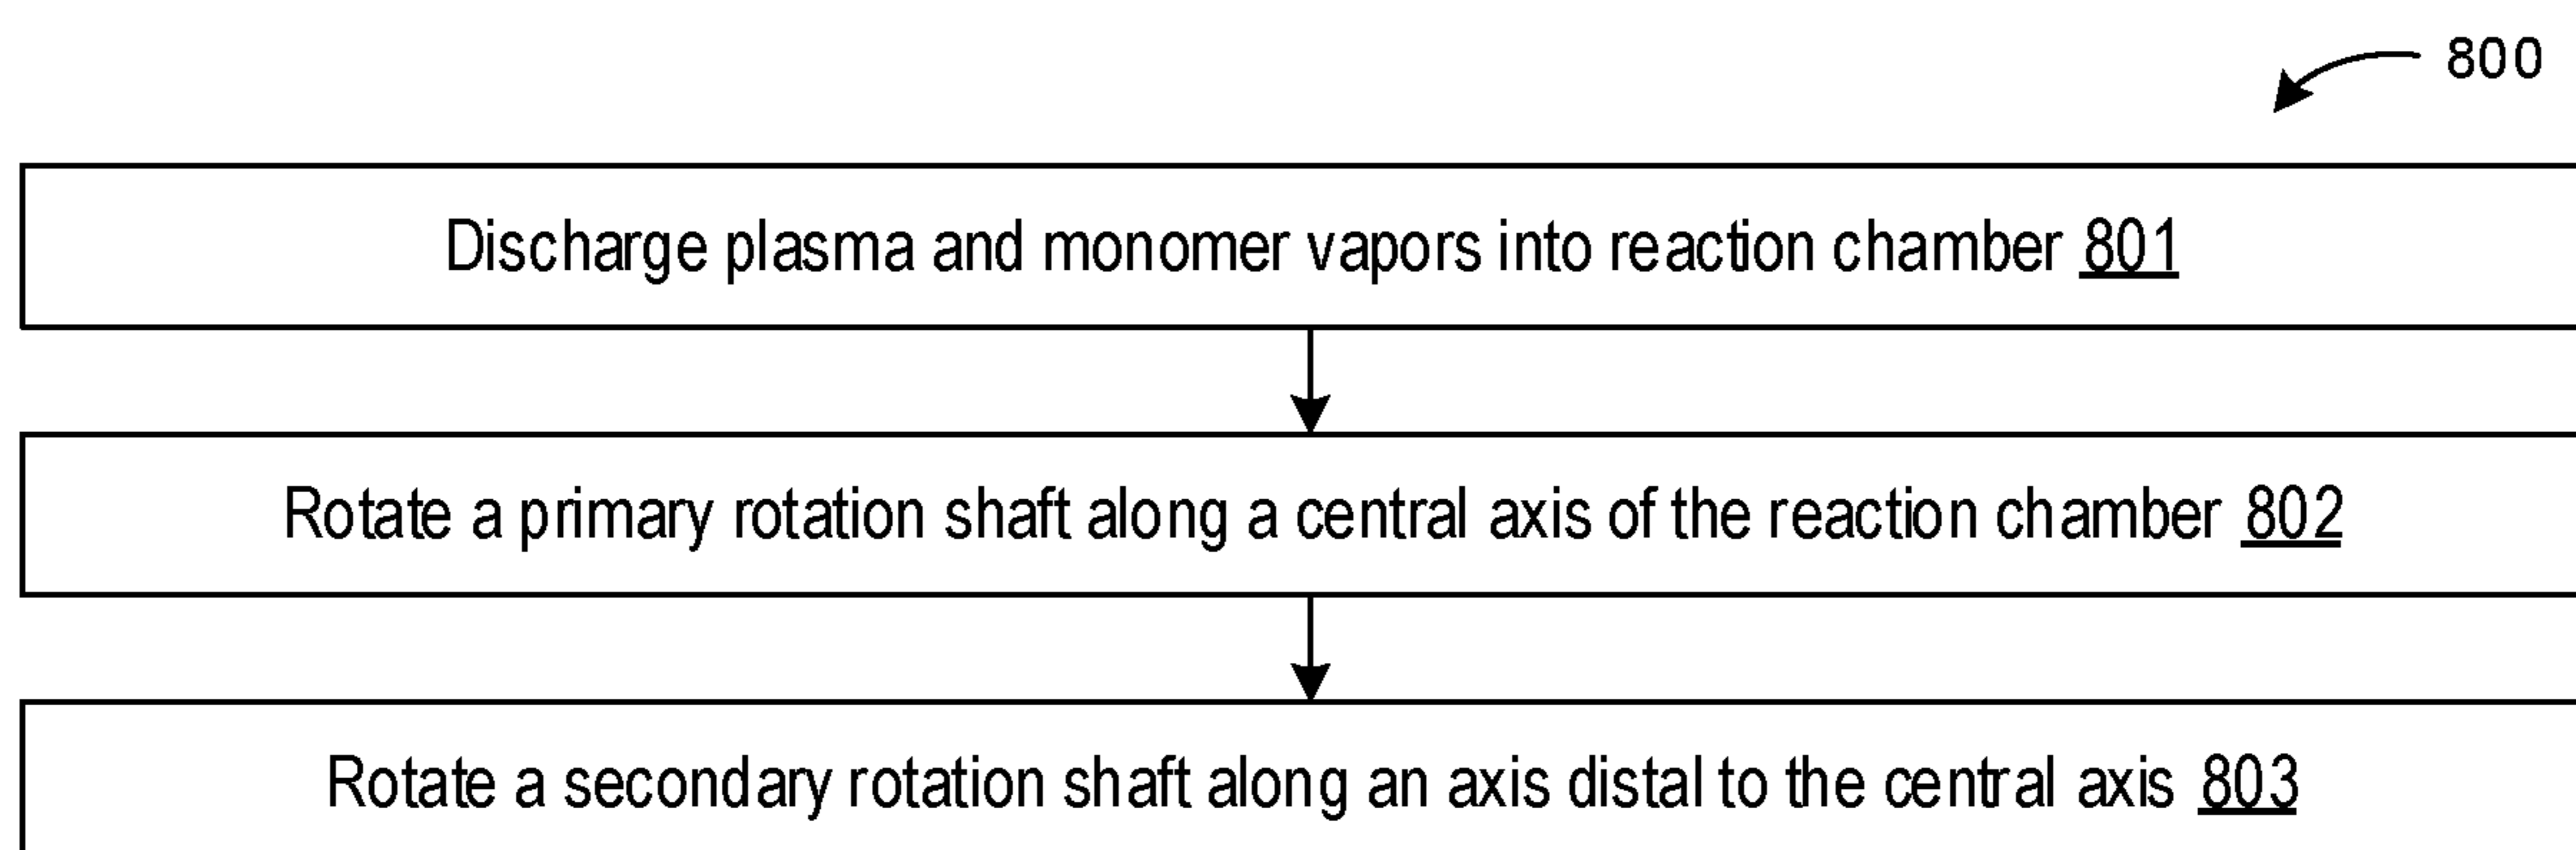 800
Discharge plasma and monomer vapors into reaction chamber 801
Rotate a primary rotation shaft along a central axis of the reaction chamber 802
Rotate a secondary rotation shaft along an axis distal to the central axis 803